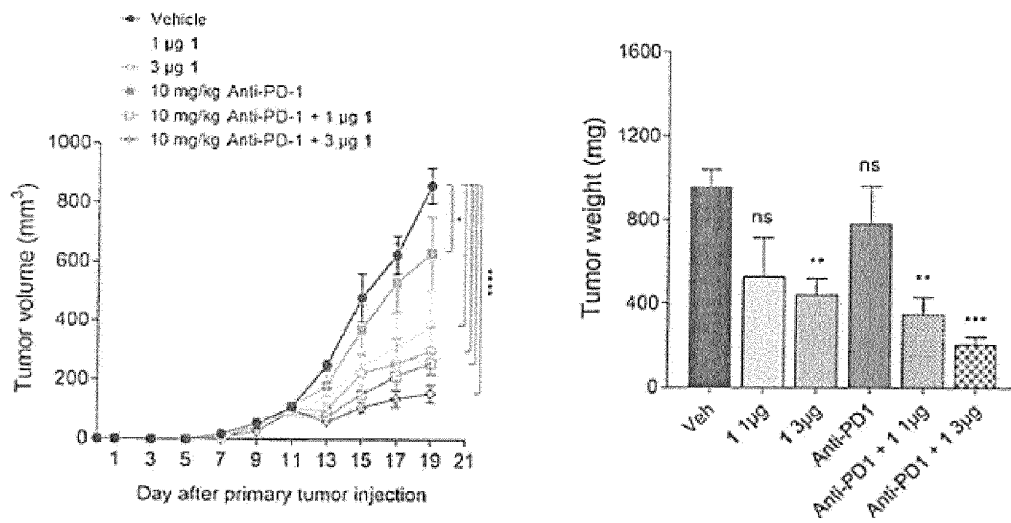 Vehicle
1 µg 1
3 µg 1
10 mg/kg Anti-PD-1
10 mg/kg Anti-PD-1 + 1 µg 1
10 mg/kg Anti-PD-1 + 3 µg 1
Tumor volume (mm³)
1000
800
600
400
200
0
*
****
1 3 5 7 9 11 13 15 17 19 21
Day after primary tumor injection
Tumor weight (mg)
1600
1200
800
400
0
ns
**
ns
**
***
Veh
1 1µg
1 3µg
Anti-PD1
Anti-PD1 + 1 1µg
Anti-PD1 + 1 3µg